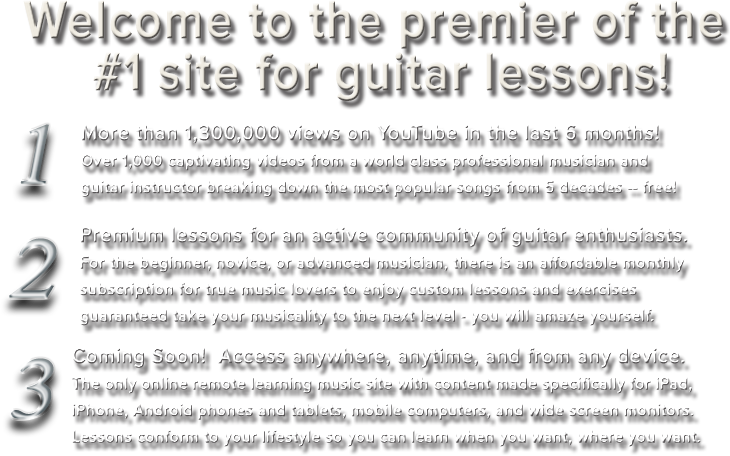 Welcome to the premier of the
#1 site for guitar lessons!
1
More than 1,300,000 views on YouTube in the last 6 months!
Over 1,000 captivating videos from a world class professional musician and
guitar instructor breaking down the most popular songs from 5 decades -- free!
2
Premium lessons for an active community of guitar enthusiasts.
For the beginner, novice, or advanced musician, there is an affordable monthly
subscription for true music lovers to enjoy custom lessons and exercises
guaranteed take your musicality to the next level - you will amaze yourself.
3
Coming Soon!  Access anywhere, anytime, and from any device.
The only online remote learning music site with content made specifically for iPad,
iPhone, Android phones and tablets, mobile computers, and wide screen monitors.
Lessons conform to your lifestyle so you can learn when you want, where you want.